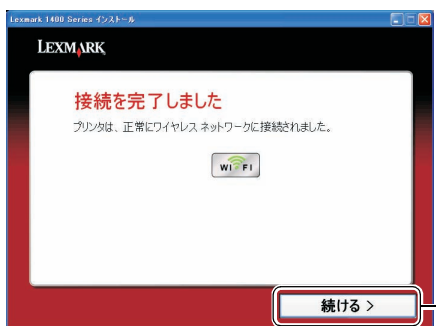 Lexmark 1400 Series インストール
LEXMARK
接続を完了しました
プリンタは、正常にワイヤレス ネットワークに接続されました。
WI FI
続ける >